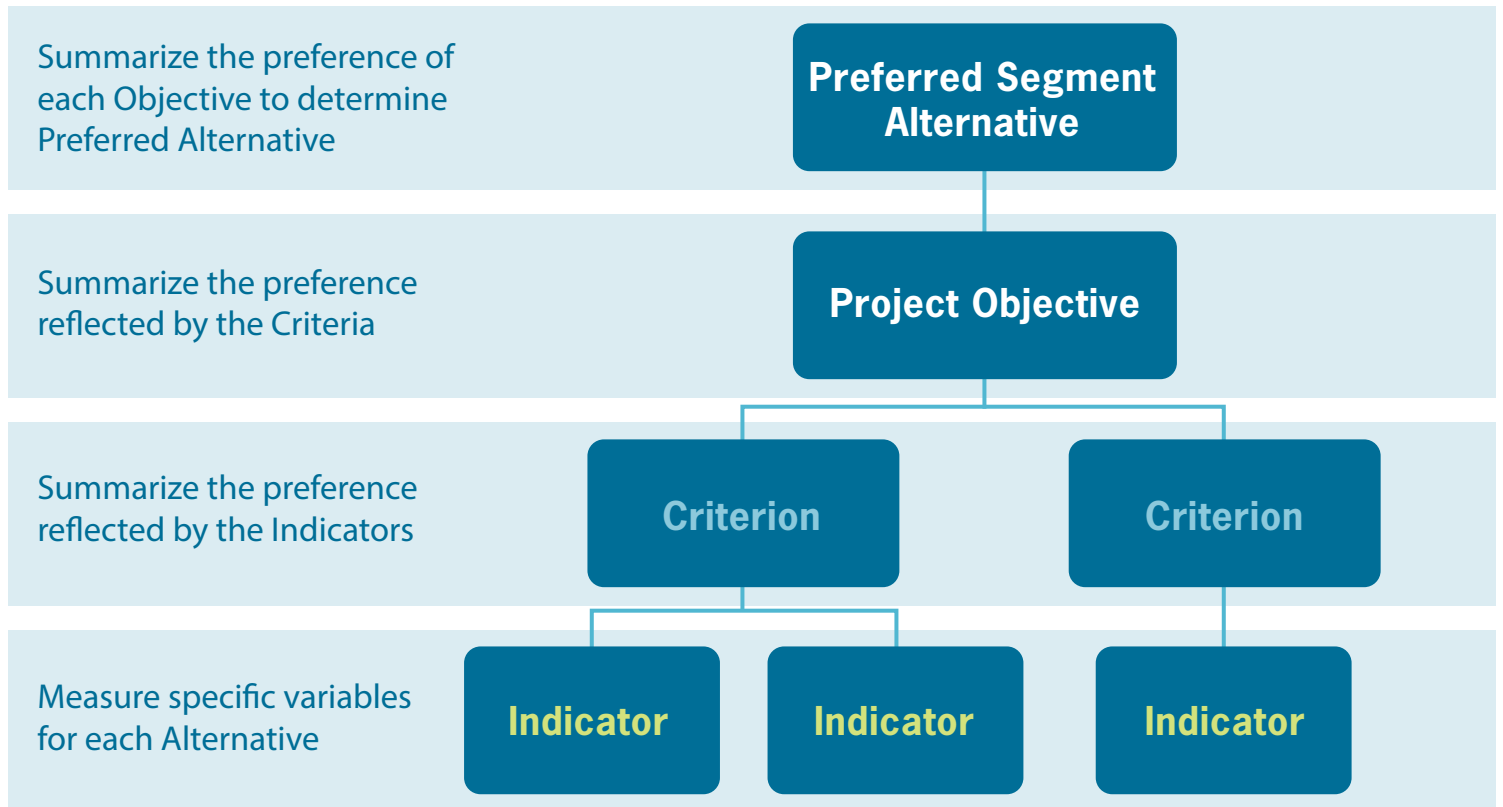 Summarize the preference of
each Objective to determine
Preferred Alternative
Preferred Segment
Alternative
Summarize the preference
reflected by the Criteria
Project Objective
Summarize the preference
reflected by the Indicators
Criterion
Criterion
Measure specific variables
for each Alternative
Indicator
Indicator
Indicator